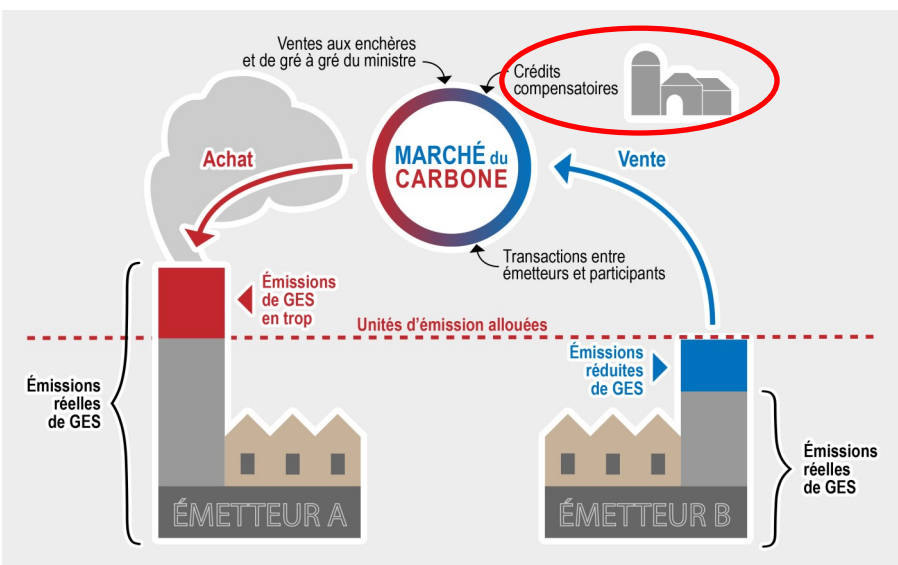 Ventes aux enchères
et de gré à gré du ministre
Crédits
compensatoires
Achat
MARCHÉ du
CARBONE
Vente
Transactions entre
émetteurs et participants
Émissions
de GES
en trop
Unités d'émission allouées
Émissions
réduites
de GES
Émissions
réelles
de GES
Émissions
réelles
de GES
ÉMETTEUR A
ÉMETTEUR B